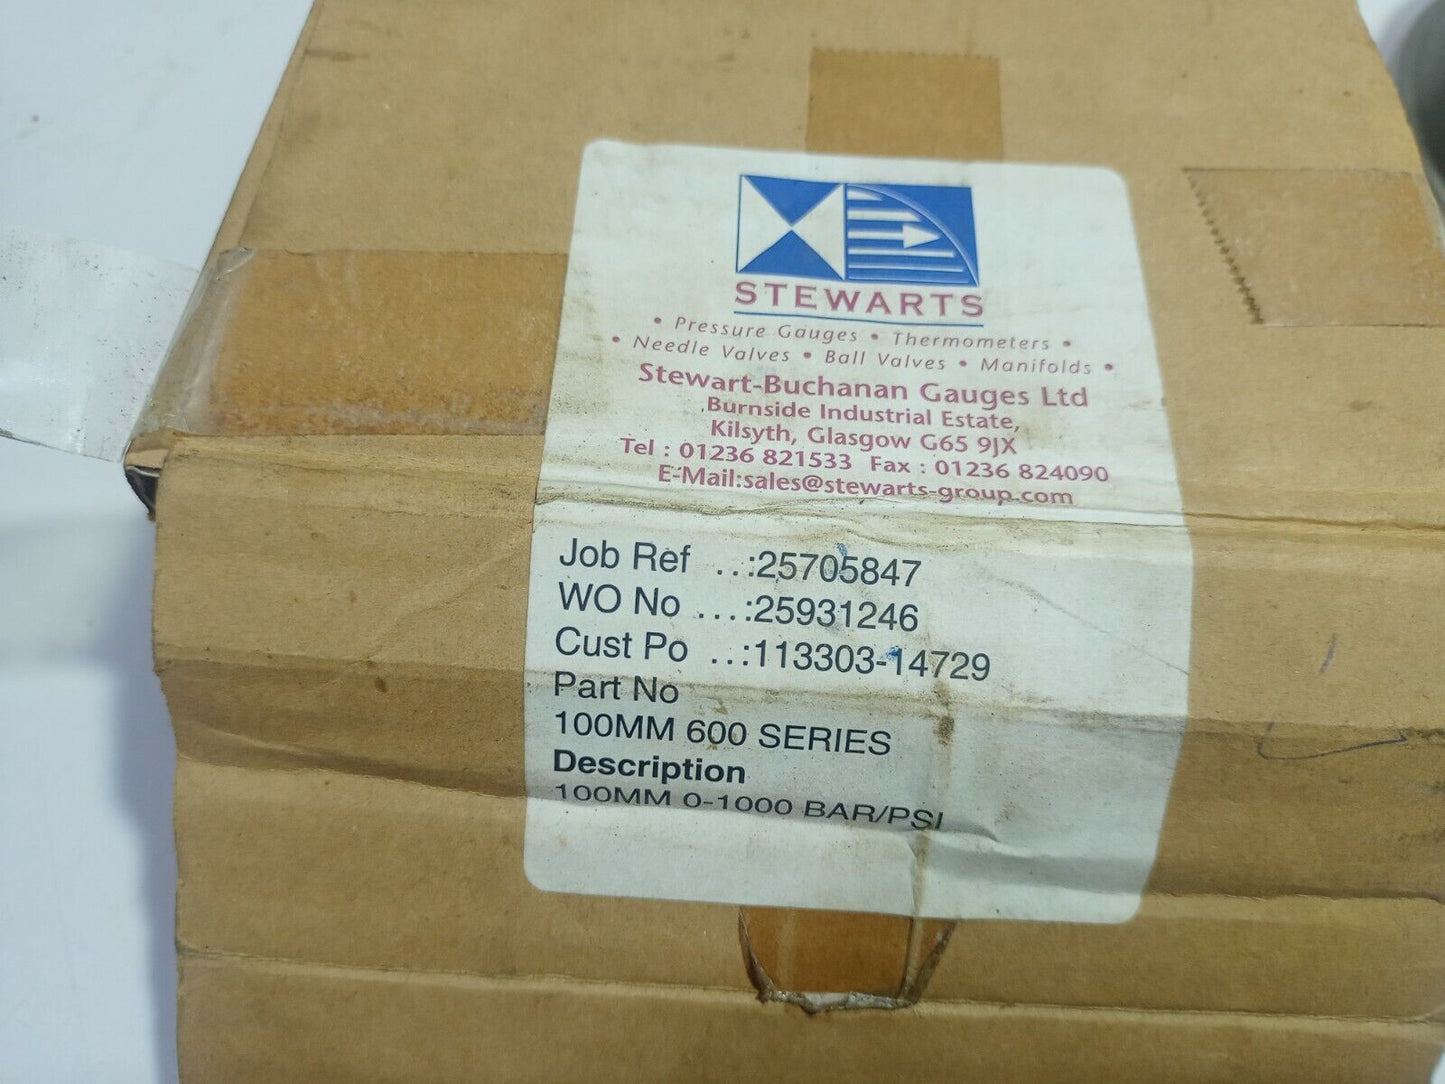 STEWARTS
• Pressure Gauges • Thermometers •
• Needle Valves • Ball Valves • Manifolds •
Stewart-Buchanan Gauges Ltd
Burnside Industrial Estate,
Kilsyth, Glasgow G65 9JX
Tel : 01236 821533 Fax : 01236 824090
E-Mail:sales@stewarts-group.com
Job Ref ...:25705847
WO No ....:25931246
Cust Po ...:113303-14729
Part No
100MM 600 SERIES
Description
100MM 0-1000 BAR/PSI